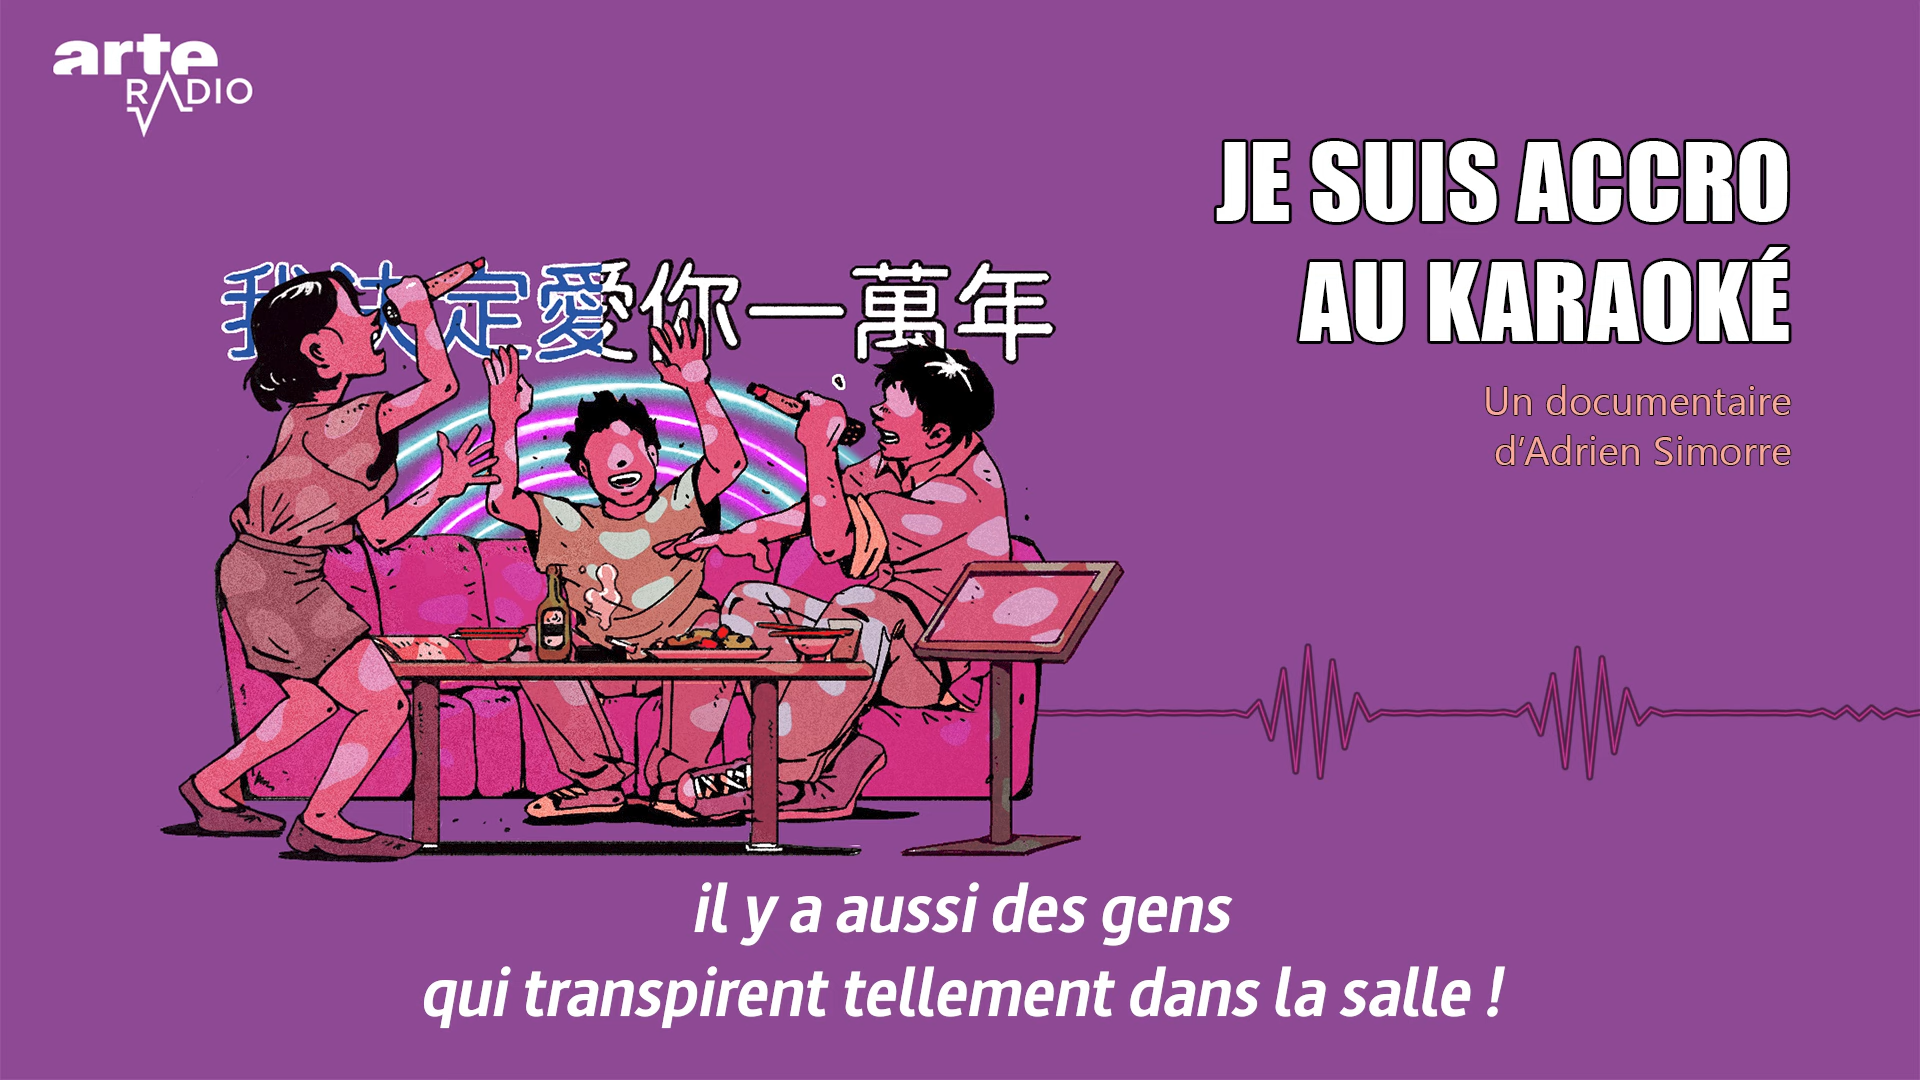 arte
RADIO
JE SUIS ACCRO
AU KARAOKÉ
Un documentaire
d’Adrien Simorre
我決定愛你一萬年
il y a aussi des gens
qui transpirent tellement dans la salle !